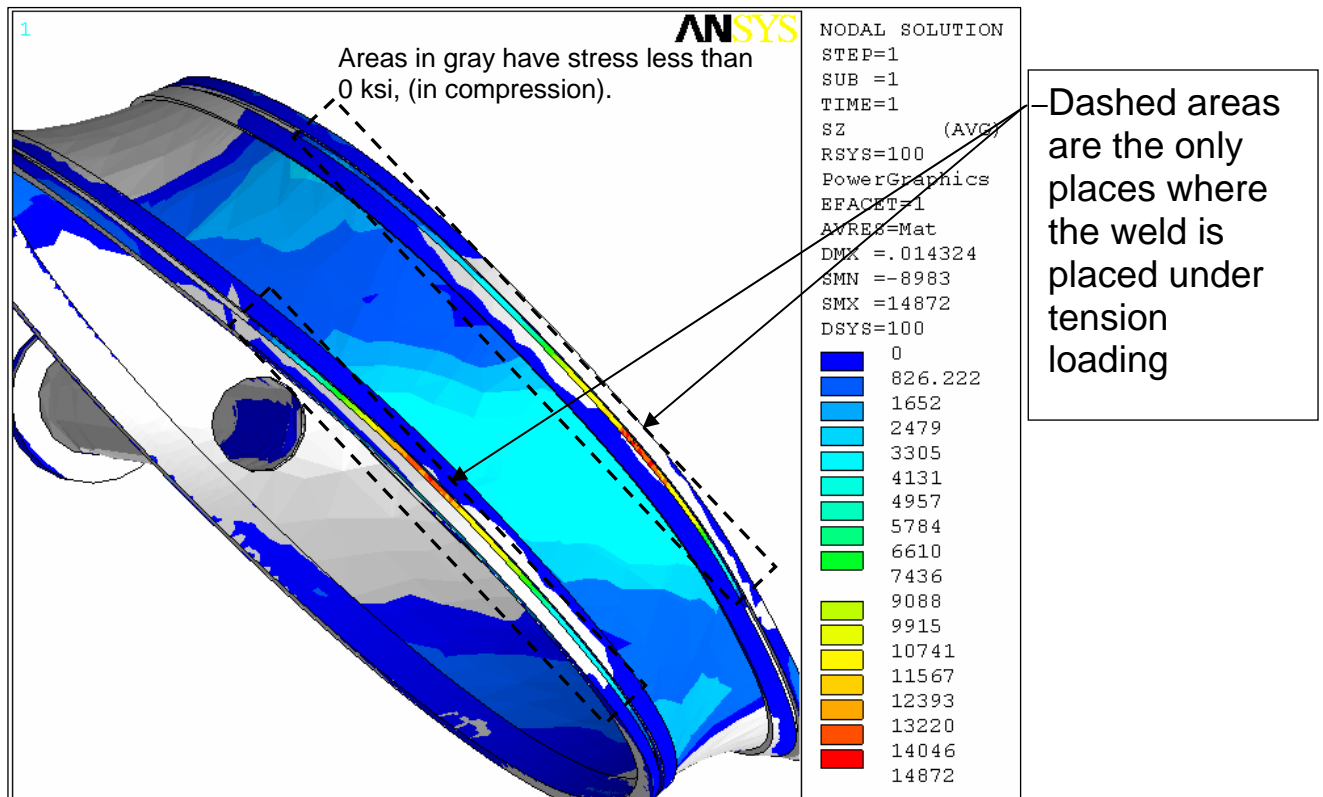 1
ANSYS
Areas in gray have stress less than
0 ksi, (in compression).
NODAL SOLUTION
STEP=1
SUB =1
TIME=1
SZ (AVG)
RSYS=100
PowerGraphics
EFACET=1
AVRES=Mat
DMX =.014324
SMN =-8983
SMX =14872
DSYS=100
0
826.222
1652
2479
3305
4131
4957
5784
6610
7436
9088
9915
10741
11567
12393
13220
14046
14872
Dashed areas
are the only
places where
the weld is
placed under
tension
loading